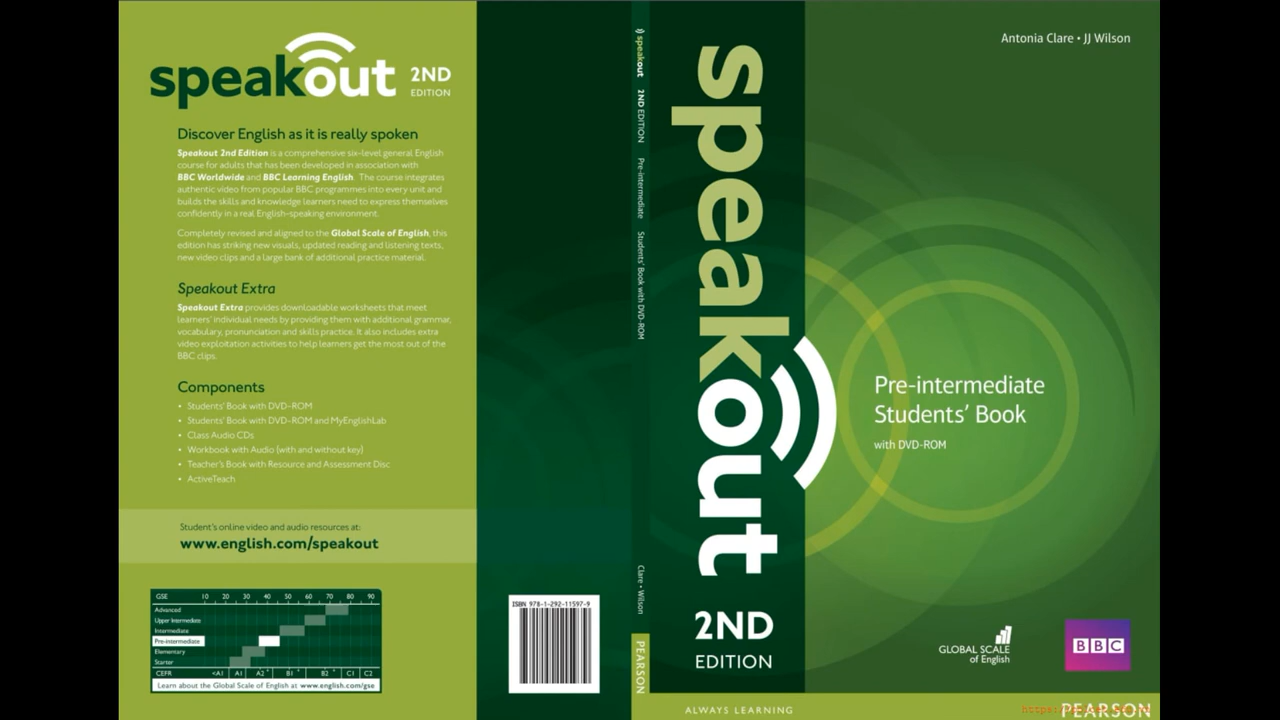 speakout 2ND
EDITION
Discover English as it is really spoken
Speakout 2nd Edition is a comprehensive six-level general English
course for adults that has been developed in association with
BBC Worldwide and BBC Learning English. The course integrates
authentic video from popular BBC programmes into every unit and
builds the skills and knowledge learners need to express themselves
confidently in a real English-speaking environment.
Completely revised and aligned to the Global Scale of English, this
edition has striking new visuals, updated reading and listening texts,
new video clips and a large bank of additional practice material.
Speakout Extra
Speakout Extra provides downloadable worksheets that meet
learners' individual needs by providing them with additional grammar,
vocabulary, pronunciation and skills practice. It also includes extra
video exploitation activities to help learners get the most out of the
BBC clips.
Components
• Students' Book with DVD-ROM
• Students' Book with DVD-ROM and MyEnglishLab
• Class Audio CDs
• Workbook with Audio (with and without key)
• Teacher's Book with Resource and Assessment Disc
• ActiveTeach
Student's online video and audio resources at:
www.english.com/speakout
GSE 10 20 30 40 50 60 70 80 90
Advanced
Upper Intermediate
Intermediate
Pre-intermediate
Elementary
Starter
CEFR <A1 A1 A2 + B1 + B2 + C1 C2
Learn about the Global Scale of English at www.english.com/gse
ISBN 978-1-292-11597-9
speakout 2ND EDITION Pre-intermediate Students' Book with DVD-ROM
Clare • Wilson
PEARSON
speakout
2ND
EDITION
Antonia Clare • JJ Wilson
Pre-intermediate
Students' Book
with DVD-ROM
GLOBAL SCALE
of English
BBC
ALWAYS LEARNING
PEARSON